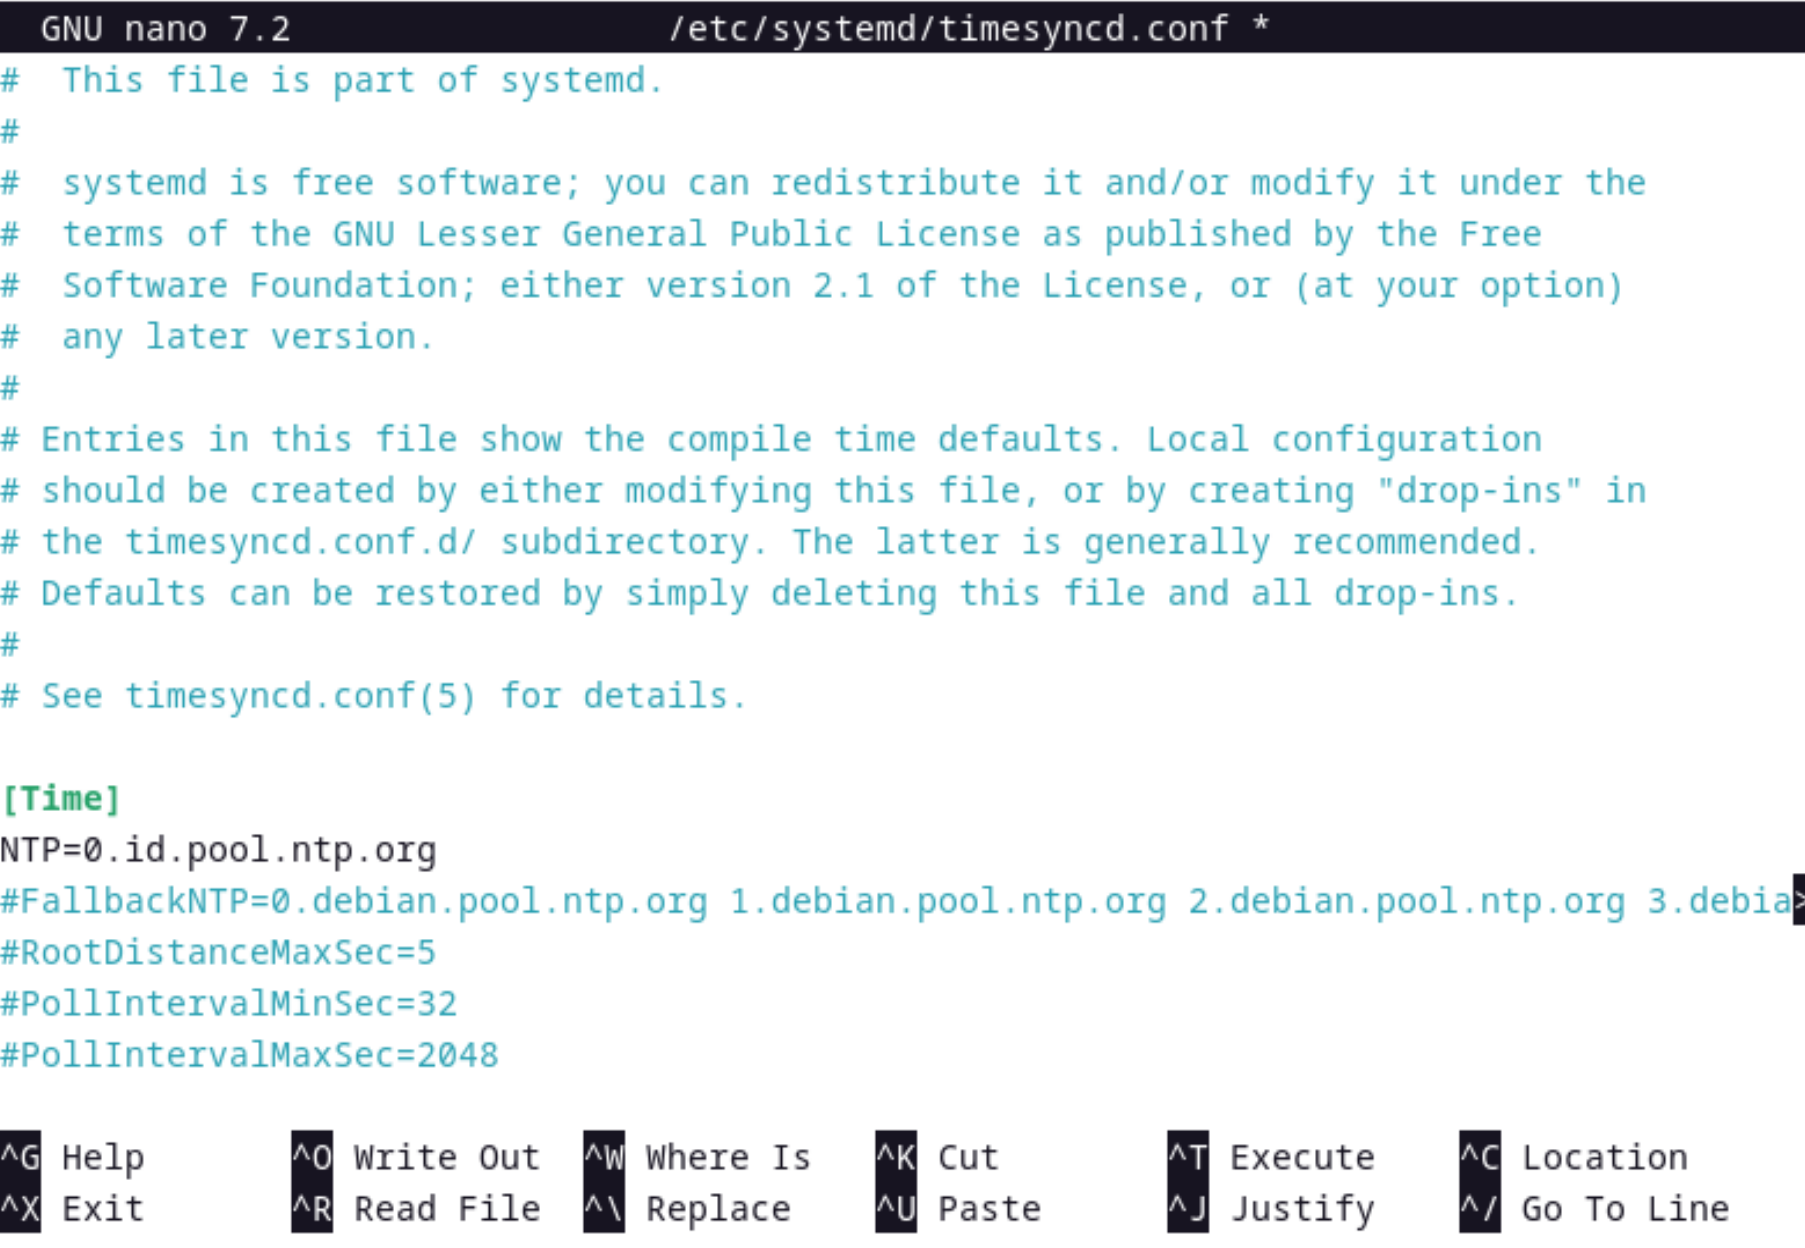 GNU nano 7.2 /etc/systemd/timesyncd.conf *
#  This file is part of systemd.
#
#  systemd is free software; you can redistribute it and/or modify it under the
#  terms of the GNU Lesser General Public License as published by the Free
#  Software Foundation; either version 2.1 of the License, or (at your option)
#  any later version.
#
# Entries in this file show the compile time defaults. Local configuration
# should be created by either modifying this file, or by creating "drop-ins" in
# the timesyncd.conf.d/ subdirectory. The latter is generally recommended.
# Defaults can be restored by simply deleting this file and all drop-ins.
#
# See timesyncd.conf(5) for details.
[Time]
NTP=0.id.pool.ntp.org
#FallbackNTP=0.debian.pool.ntp.org 1.debian.pool.ntp.org 2.debian.pool.ntp.org 3.debia>
#RootDistanceMaxSec=5
#PollIntervalMinSec=32
#PollIntervalMaxSec=2048
^G Help ^O Write Out ^W Where Is ^K Cut ^T Execute ^C Location
^X Exit ^R Read File ^\ Replace ^U Paste ^J Justify ^/ Go To Line